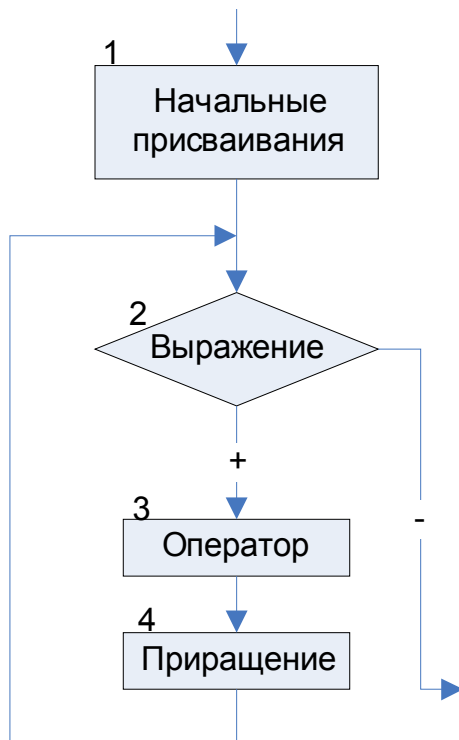 1
Начальные
присваивания
2
Выражение
+
-
3
Оператор
4
Приращение